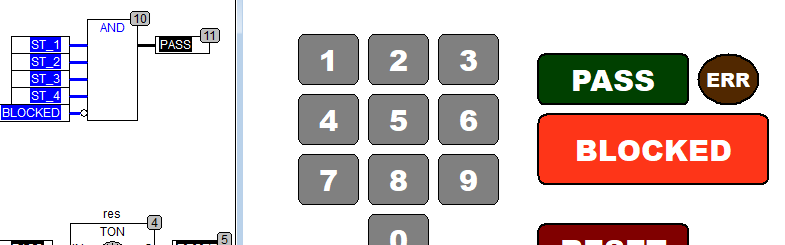 10
AND
ST_1
PASS
11
ST_2
ST_3
ST_4
BLOCKED
res
4
TON
5
1 2 3
PASS ERR
4 5 6
BLOCKED
7 8 9
0
RESET